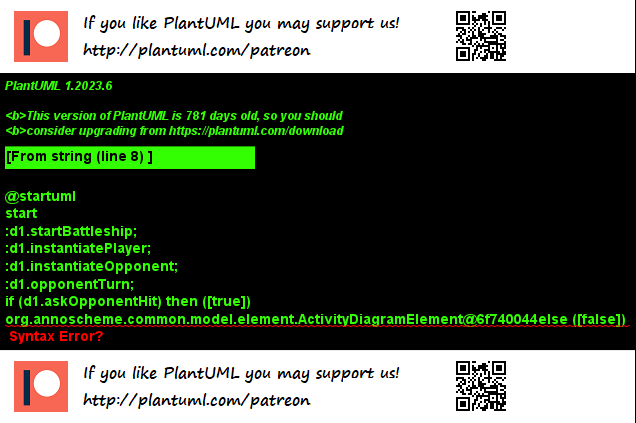 If you like PlantUML you may support us!
http://plantuml.com/patreon
PlantUML 1.2023.6
<b>This version of PlantUML is 781 days old, so you should
<b>consider upgrading from https://plantuml.com/download
[From string (line 8) ]
@startuml
start
:d1.startBattleship;
:d1.instantiatePlayer;
:d1.instantiateOpponent;
:d1.opponentTurn;
if (d1.askOpponentHit) then ([true])
org.annoscheme.common.model.element.ActivityDiagramElement@6f740044else ([false])
Syntax Error?
If you like PlantUML you may support us!
http://plantuml.com/patreon